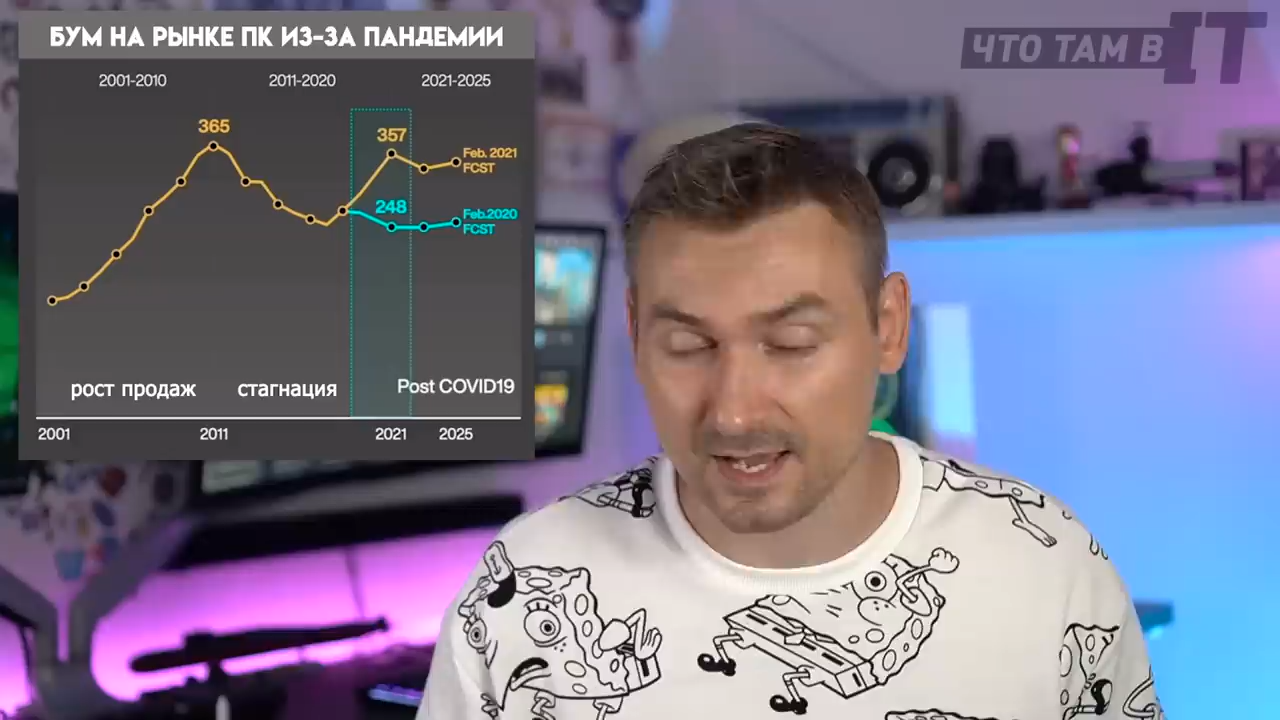 БУМ НА РЫНКЕ ПК ИЗ-ЗА ПАНДЕМИИ
2001-2010 2011-2020 2021-2025
365
357
Feb. 2021
FCST
248
Feb.2020
FCST
рост продаж стагнация Post COVID19
2001 2011 2021 2025
ЧТО ТАМ В IT